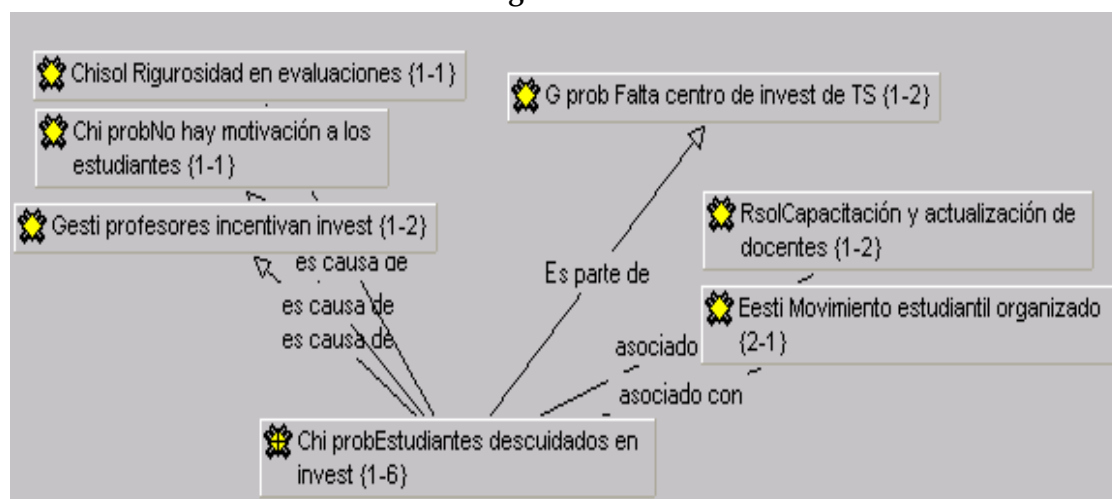 Chisol Rigurosidad en evaluaciones {1-1}
Chi probNo hay motivación a los
estudiantes {1-1}
Gesti profesores incentivan invest {1-2}
G prob Falta centro de invest de TS {1-2}
RsolCapacitación y actualización de
docentes {1-2}
Eesti Movimiento estudiantil organizado
{2-1}
es causa de
es causa de
es causa de
Es parte de
asociado
asociado con
Chi probEstudiantes descuidados en
invest {1-6}